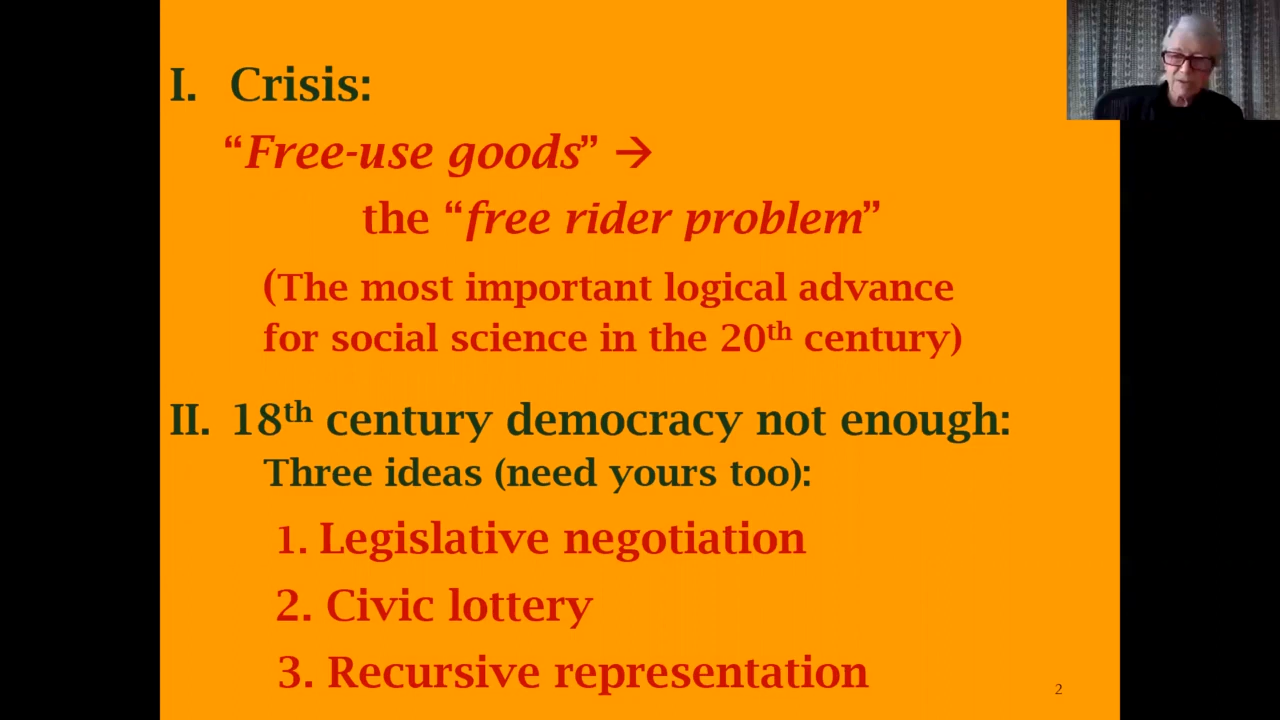 I. Crisis:
“Free-use goods” →
the “free rider problem”
(The most important logical advance
for social science in the 20th century)
II. 18th century democracy not enough:
Three ideas (need yours too):
1. Legislative negotiation
2. Civic lottery
3. Recursive representation
2